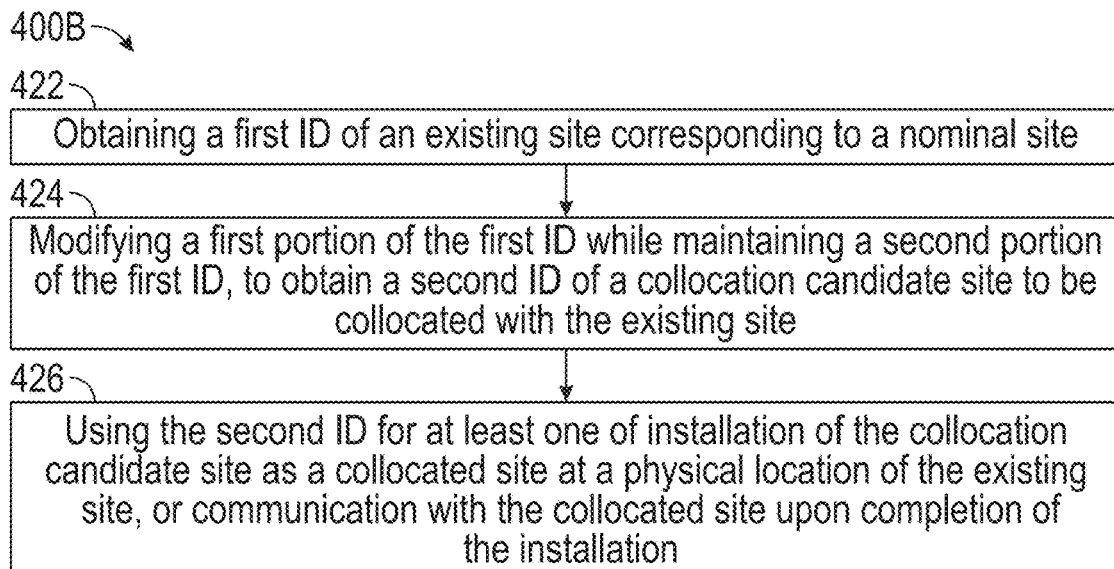 400B
422
Obtaining a first ID of an existing site corresponding to a nominal site
424
Modifying a first portion of the first ID while maintaining a second portion
of the first ID, to obtain a second ID of a collocation candidate site to be
collocated with the existing site
426
Using the second ID for at least one of installation of the collocation
candidate site as a collocated site at a physical location of the existing
site, or communication with the collocated site upon completion of
the installation